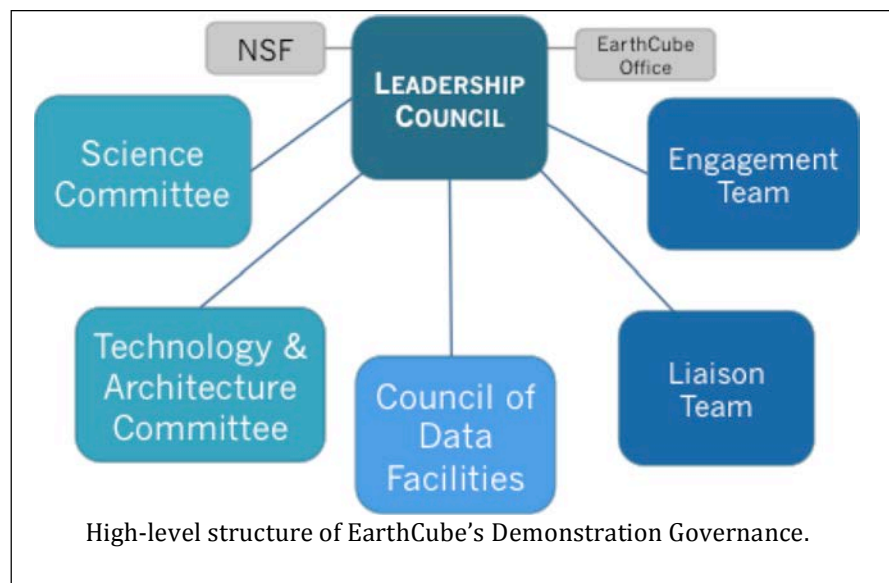 NSF
EarthCube
Office
LEADERSHIP
COUNCIL
Science
Committee
Engagement
Team
Technology &
Architecture
Committee
Council of
Data
Facilities
Liaison
Team
High-level structure of EarthCube’s Demonstration Governance.